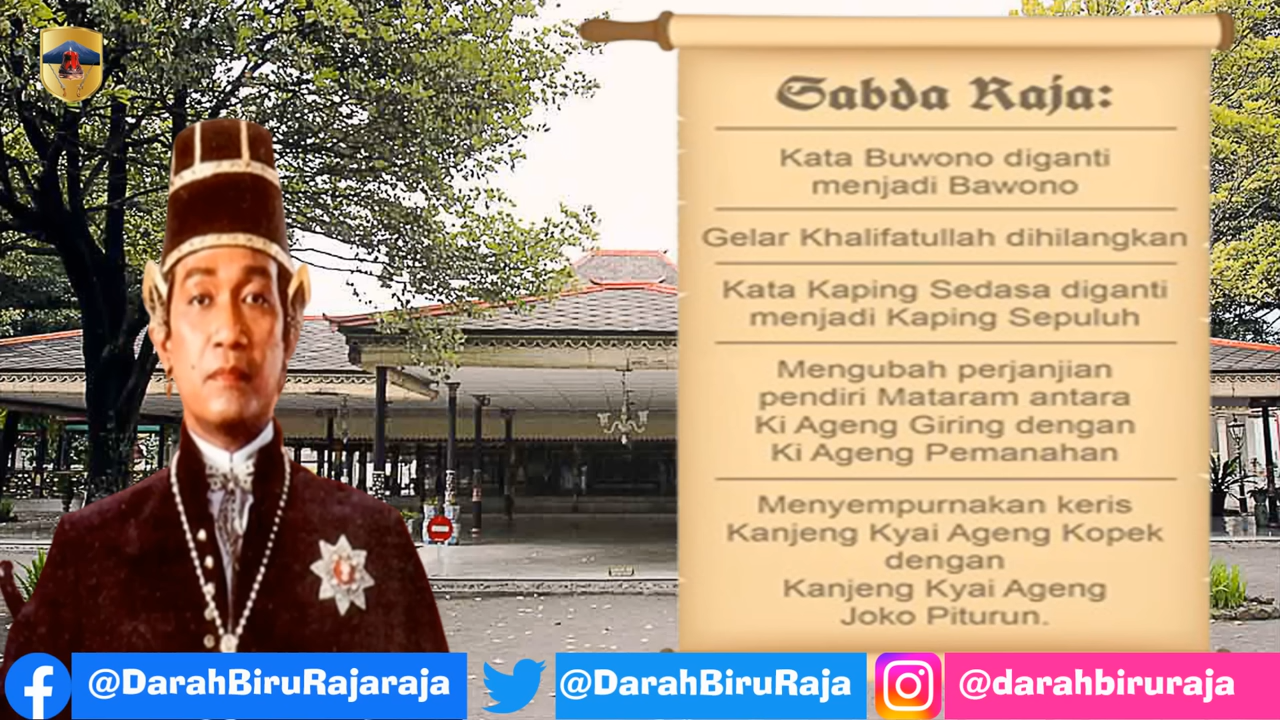 Sabda Raja:
Kata Buwono diganti
menjadi Bawono
Gelar Khalifatullah dihilangkan
Kata Kaping Sedasa diganti
menjadi Kaping Sepuluh
Mengubah perjanjian
pendiri Mataram antara
Ki Ageng Giring dengan
Ki Ageng Pemanahan
Menyempurnakan keris
Kanjeng Kyai Ageng Kopek
dengan
Kanjeng Kyai Ageng
Joko Piturun.
@DarahBiruRajaraja
@DarahBiruRaja
@darahbiruraja